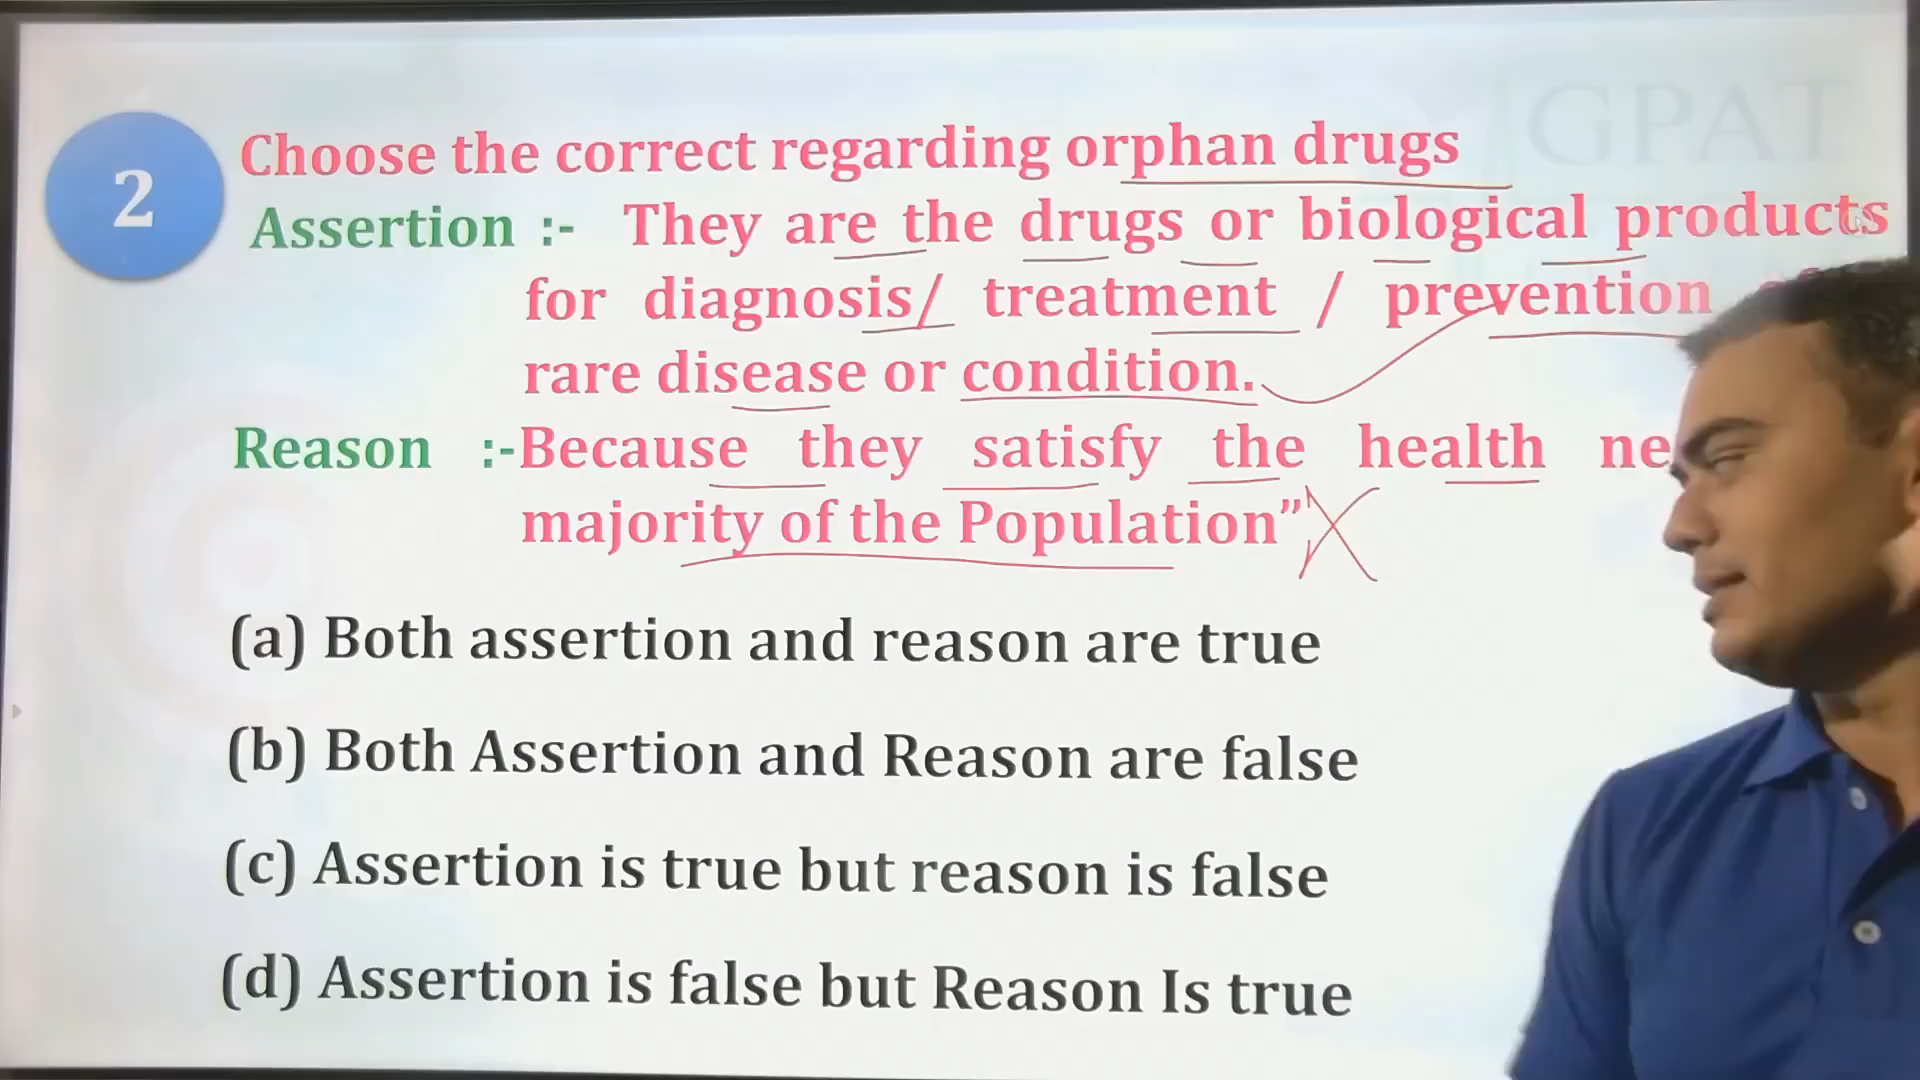 GPAT
2
Choose the correct regarding orphan drugs
Assertion :- They are the drugs or biological products
for diagnosis/ treatment / prevention
rare disease or condition.
Reason :-Because they satisfy the health
majority of the Population”
(a) Both assertion and reason are true
(b) Both Assertion and Reason are false
(c) Assertion is true but reason is false
(d) Assertion is false but Reason Is true